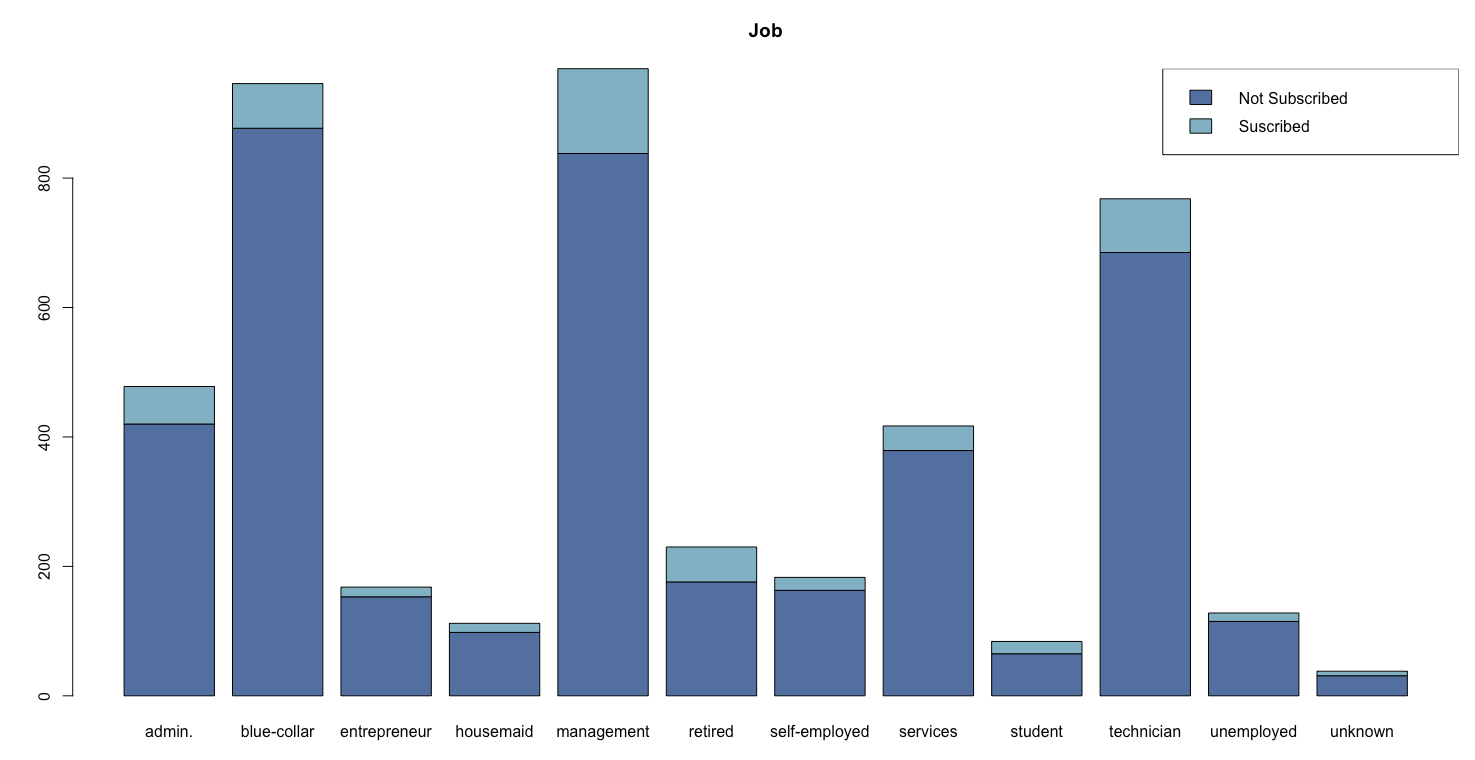 Job
Not Subscribed
Suscribed
800
600
400
200
0
admin. blue-collar entrepreneur housemaid management retired self-employed services student technician unemployed unknown